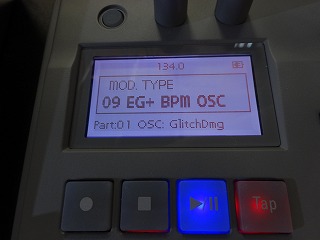 134.0
MOD. TYPE
09 EG+ BPM OSC
Part:01 OSC: GlitchDmg
Tap